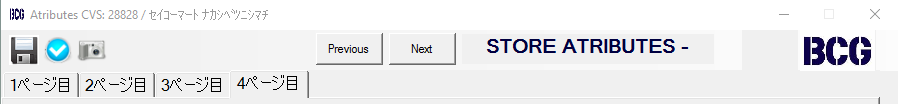 BCG Atributes CVS: 28828 / セイコーマート ナカシベツニシマチ
Previous Next STORE ATRIBUTES - BCG
1ページ目 2ページ目 3ページ目 4ページ目